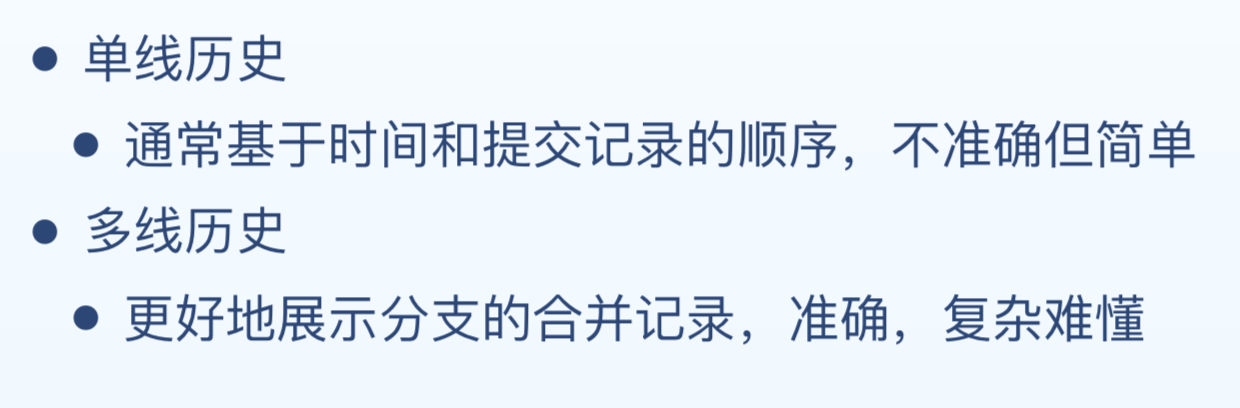 ● 单线历史
● 通常基于时间和提交记录的顺序，不准确但简单
● 多线历史
● 更好地展示分支的合并记录，准确，复杂难懂